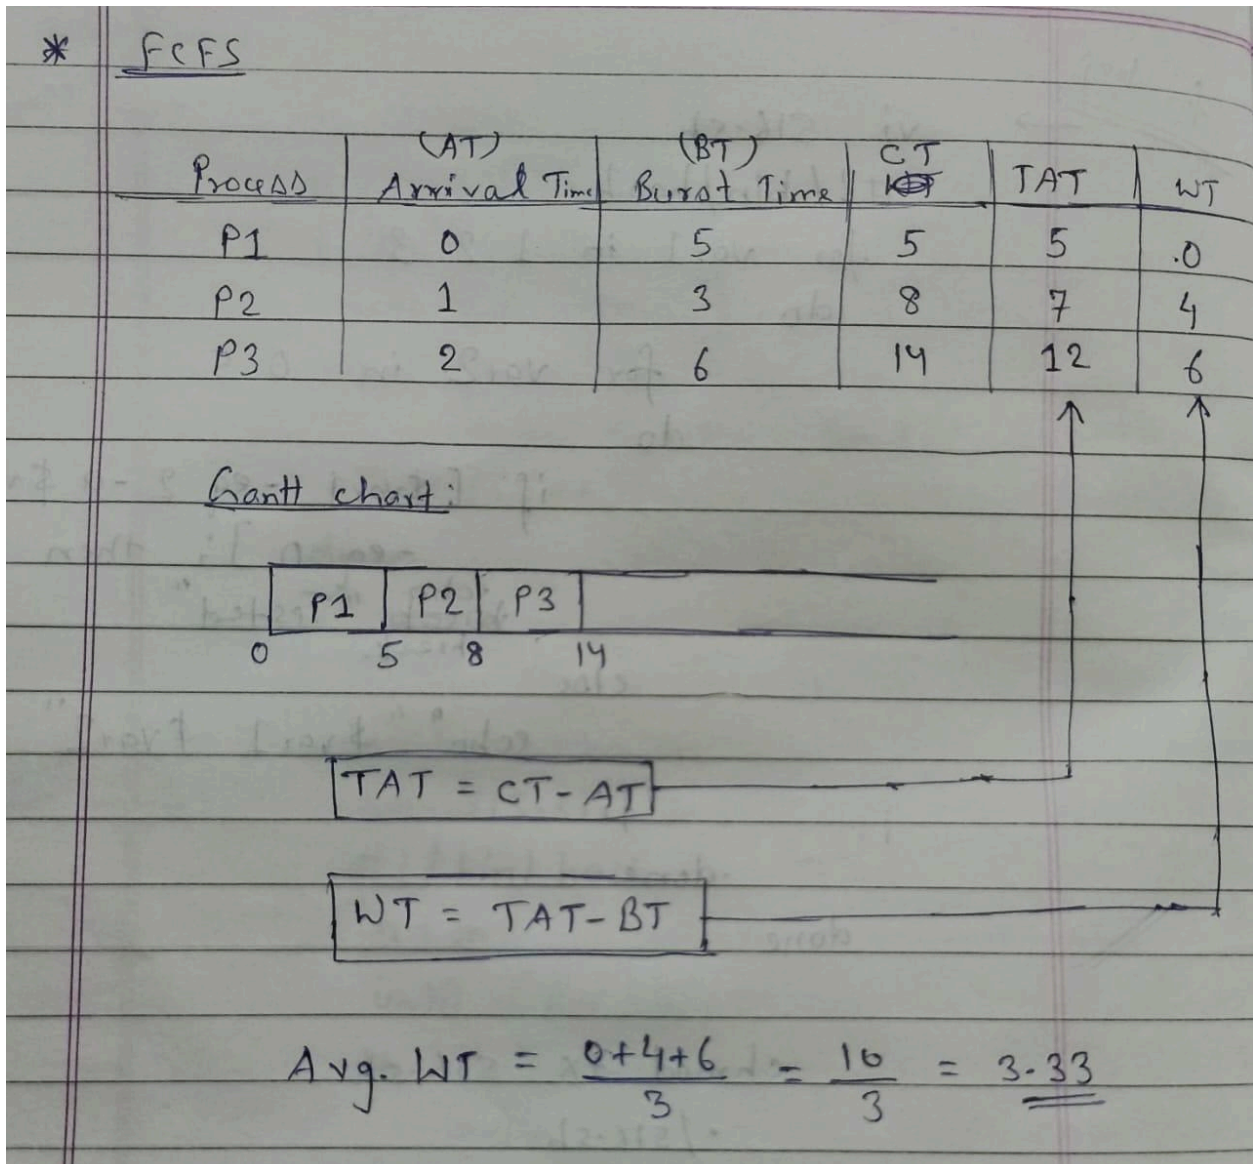 * FCFS
Process (AT) Arrival Time (BT) Burst Time CT TAT WT
P1 0 5 5 5 .0
P2 1 3 8 7 4
P3 2 6 14 12 6
Gantt chart:
P1 P2 P3
0 5 8 14
TAT = CT - AT
WT = TAT - BT
Avg. WT = 0+4+6/3 = 10/3 = 3.33